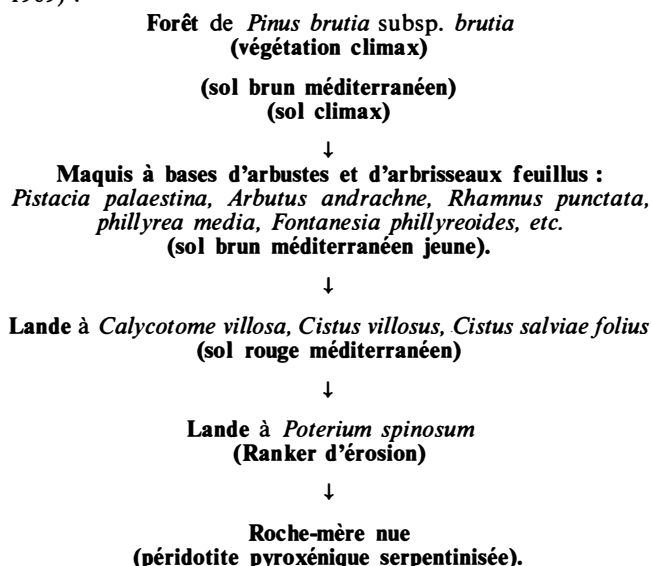 1969) :
Forêt de Pinus brutia subsp. brutia
(végétation climax)
(sol brun méditerranéen)
(sol climax)
↓
Maquis à bases d'arbustes et d'arbrisseaux feuillus :
Pistacia palaestina, Arbutus andrachne, Rhamnus punctata,
phillyrea media, Fontanesia phillyreoides, etc.
(sol brun méditerranéen jeune).
↓
Lande à Calycotome villosa, Cistus villosus, Cistus salviae folius
(sol rouge méditerranéen)
↓
Lande à Poterium spinosum
(Ranker d'érosion)
↓
Roche-mère nue
(péridotite pyroxénique serpentinisée).